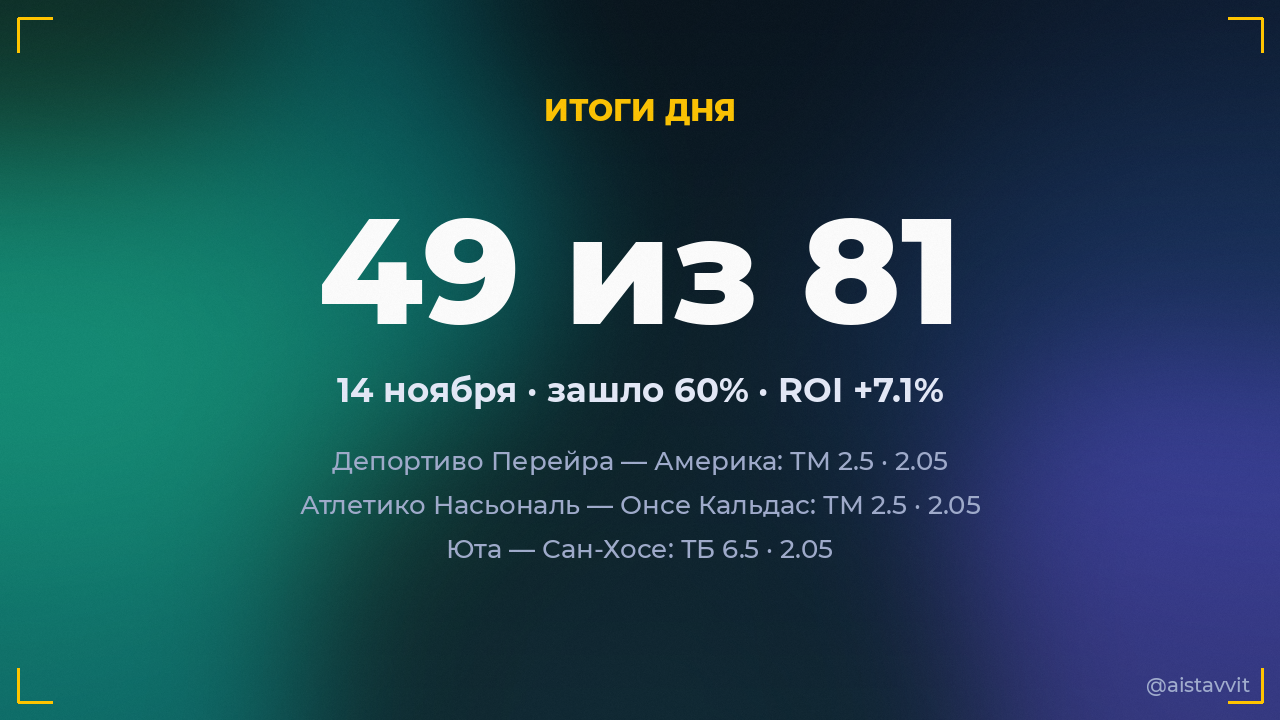 ИТОГИ ДНЯ
49 из 81
14 ноября · зашло 60% · ROI +7.1%
Депортиво Перейра — Америка: ТМ 2.5 · 2.05
Атлетико Насьональ — Онсе Кальдас: ТМ 2.5 · 2.05
Юта — Сан-Хосе: ТБ 6.5 · 2.05
@aistavvit